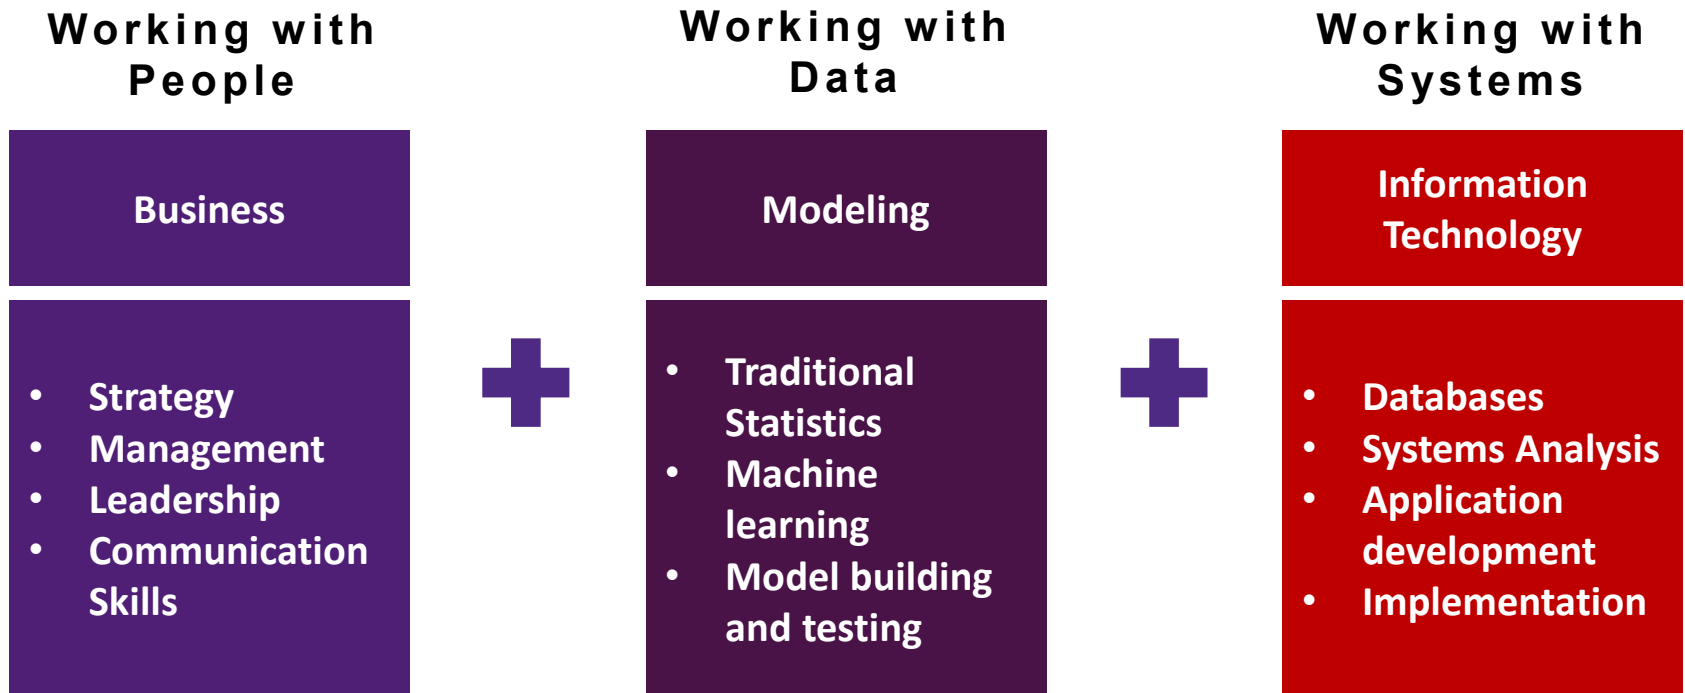 Working with
People
Business
• Strategy
• Management
• Leadership
• Communication
Skills
Working with
Data
Modeling
• Traditional
Statistics
• Machine
learning
• Model building
and testing
Working with
Systems
Information
Technology
• Databases
• Systems Analysis
• Application
development
• Implementation